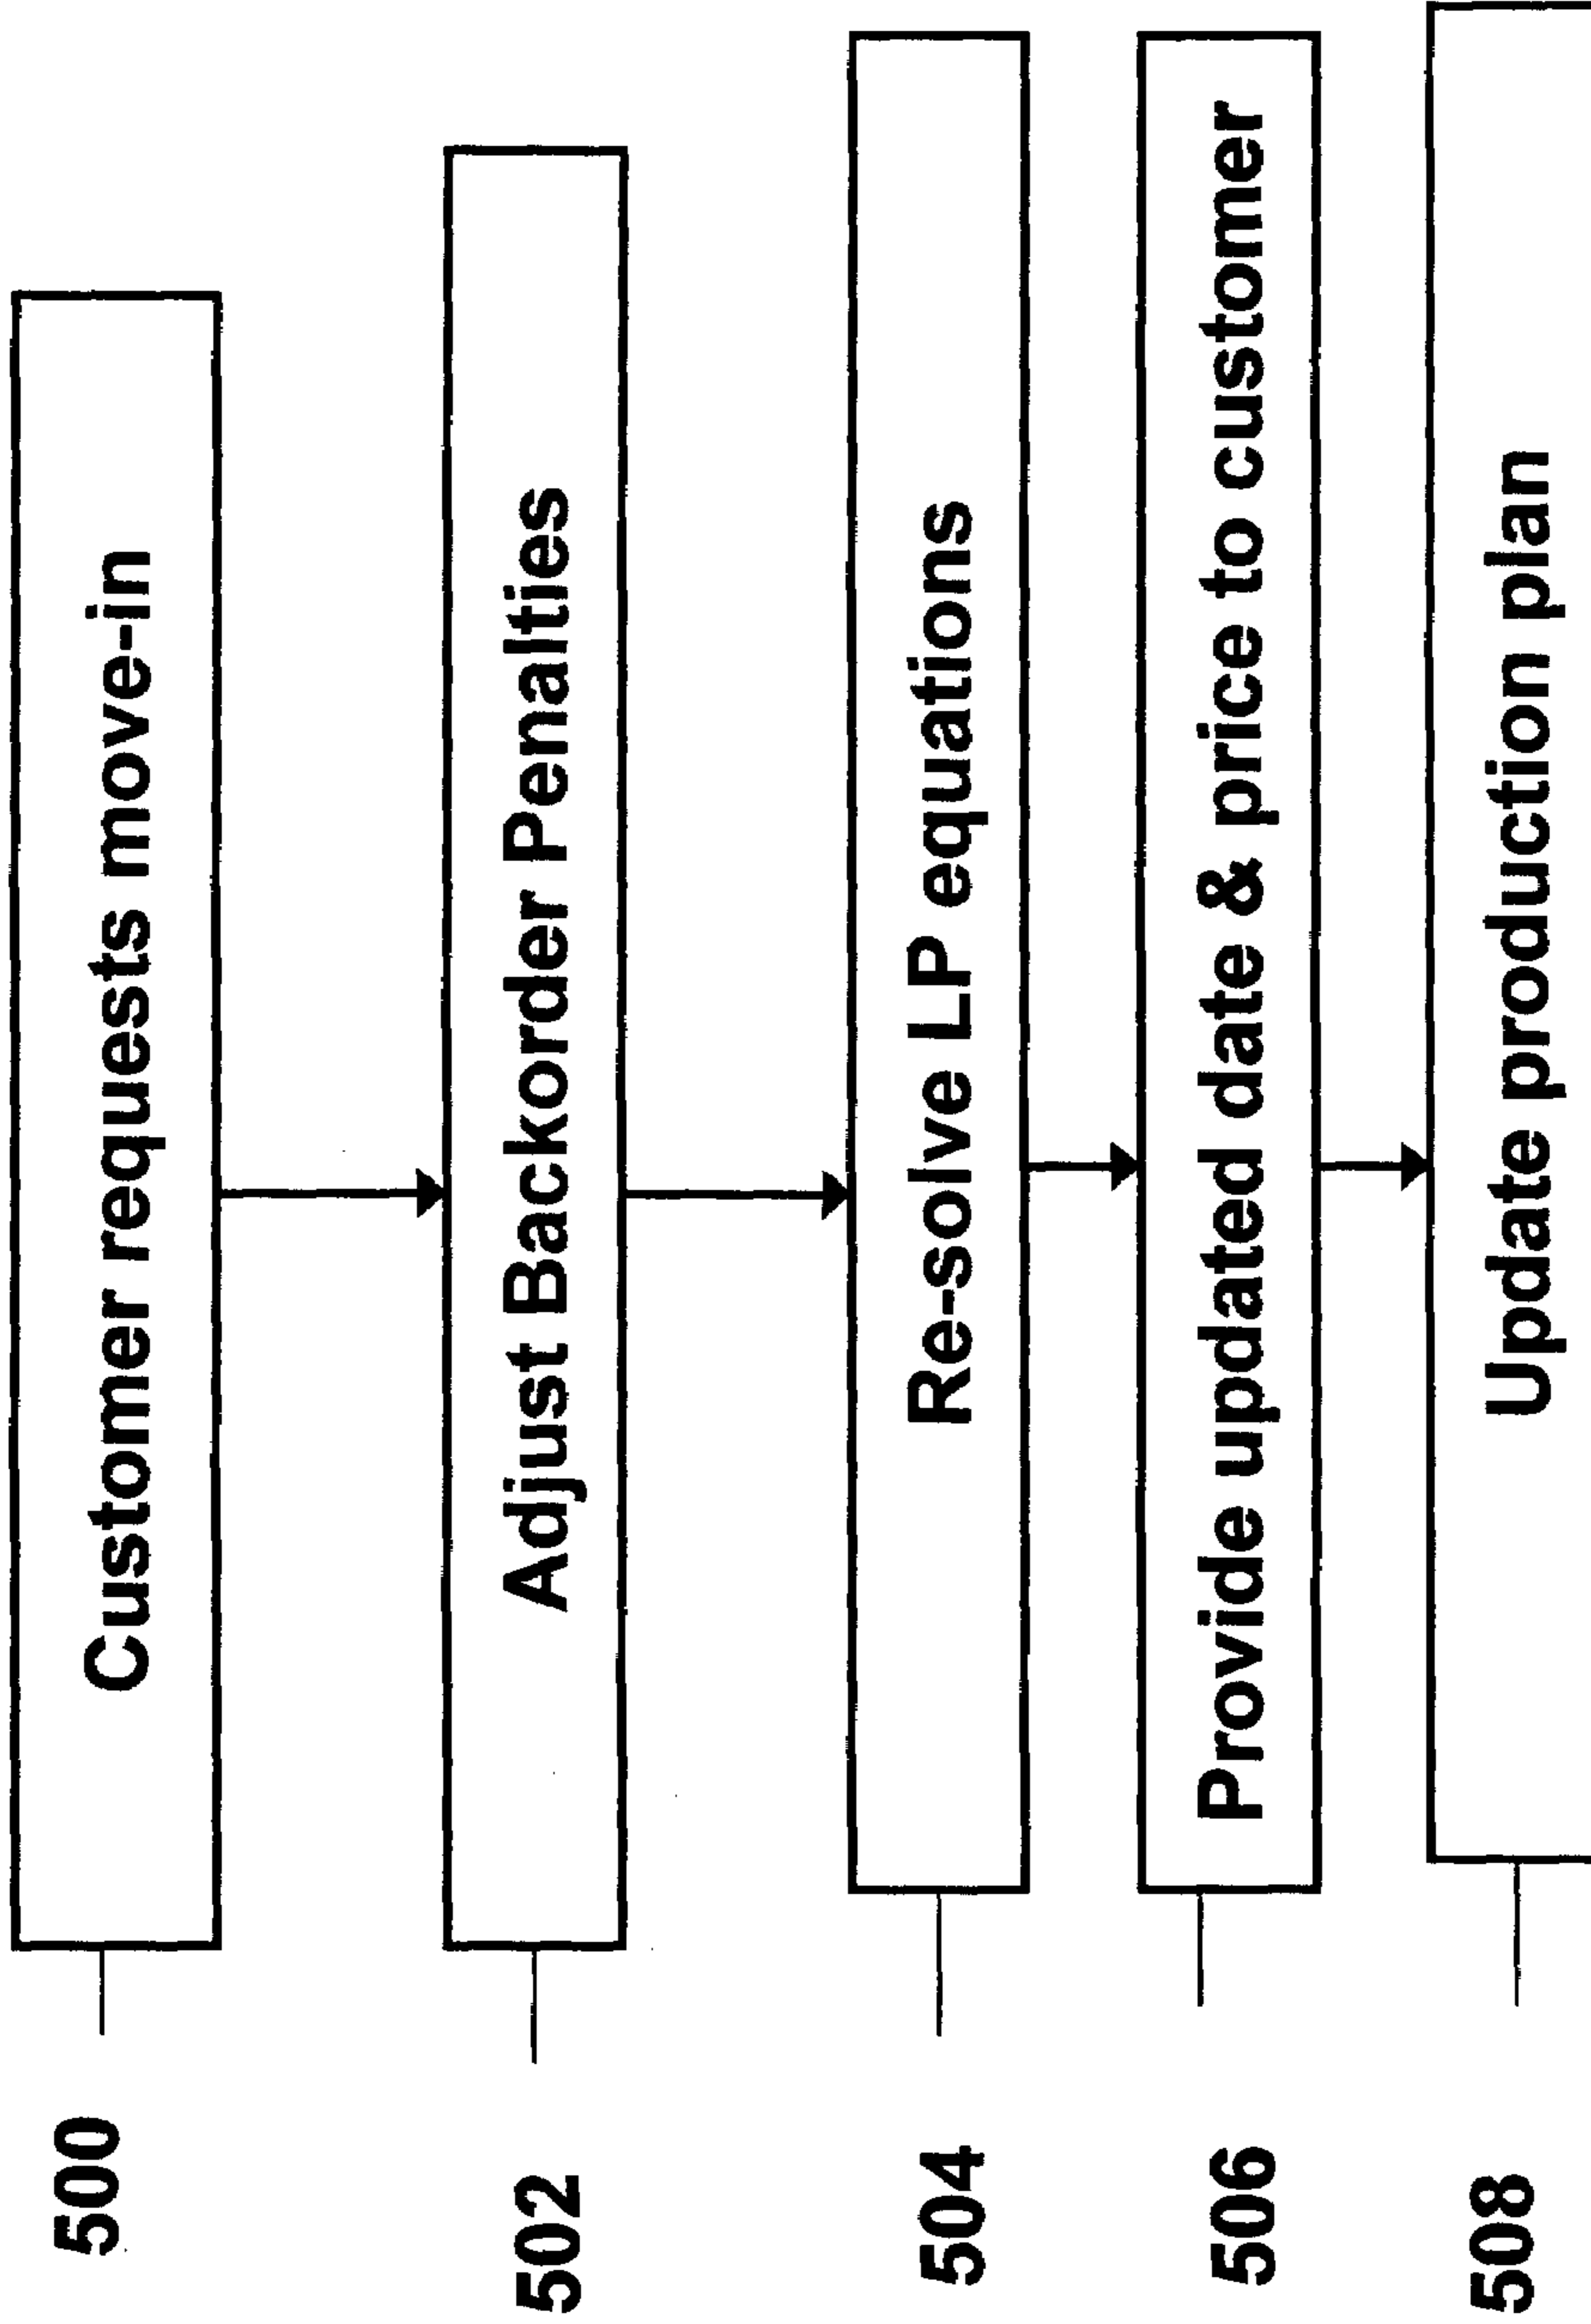 500
Customer requests move-in
502
Adjust Backorder Penalties
504
Re-solve LP equations
506
Provide updated date & price to customer
508
Update production plan